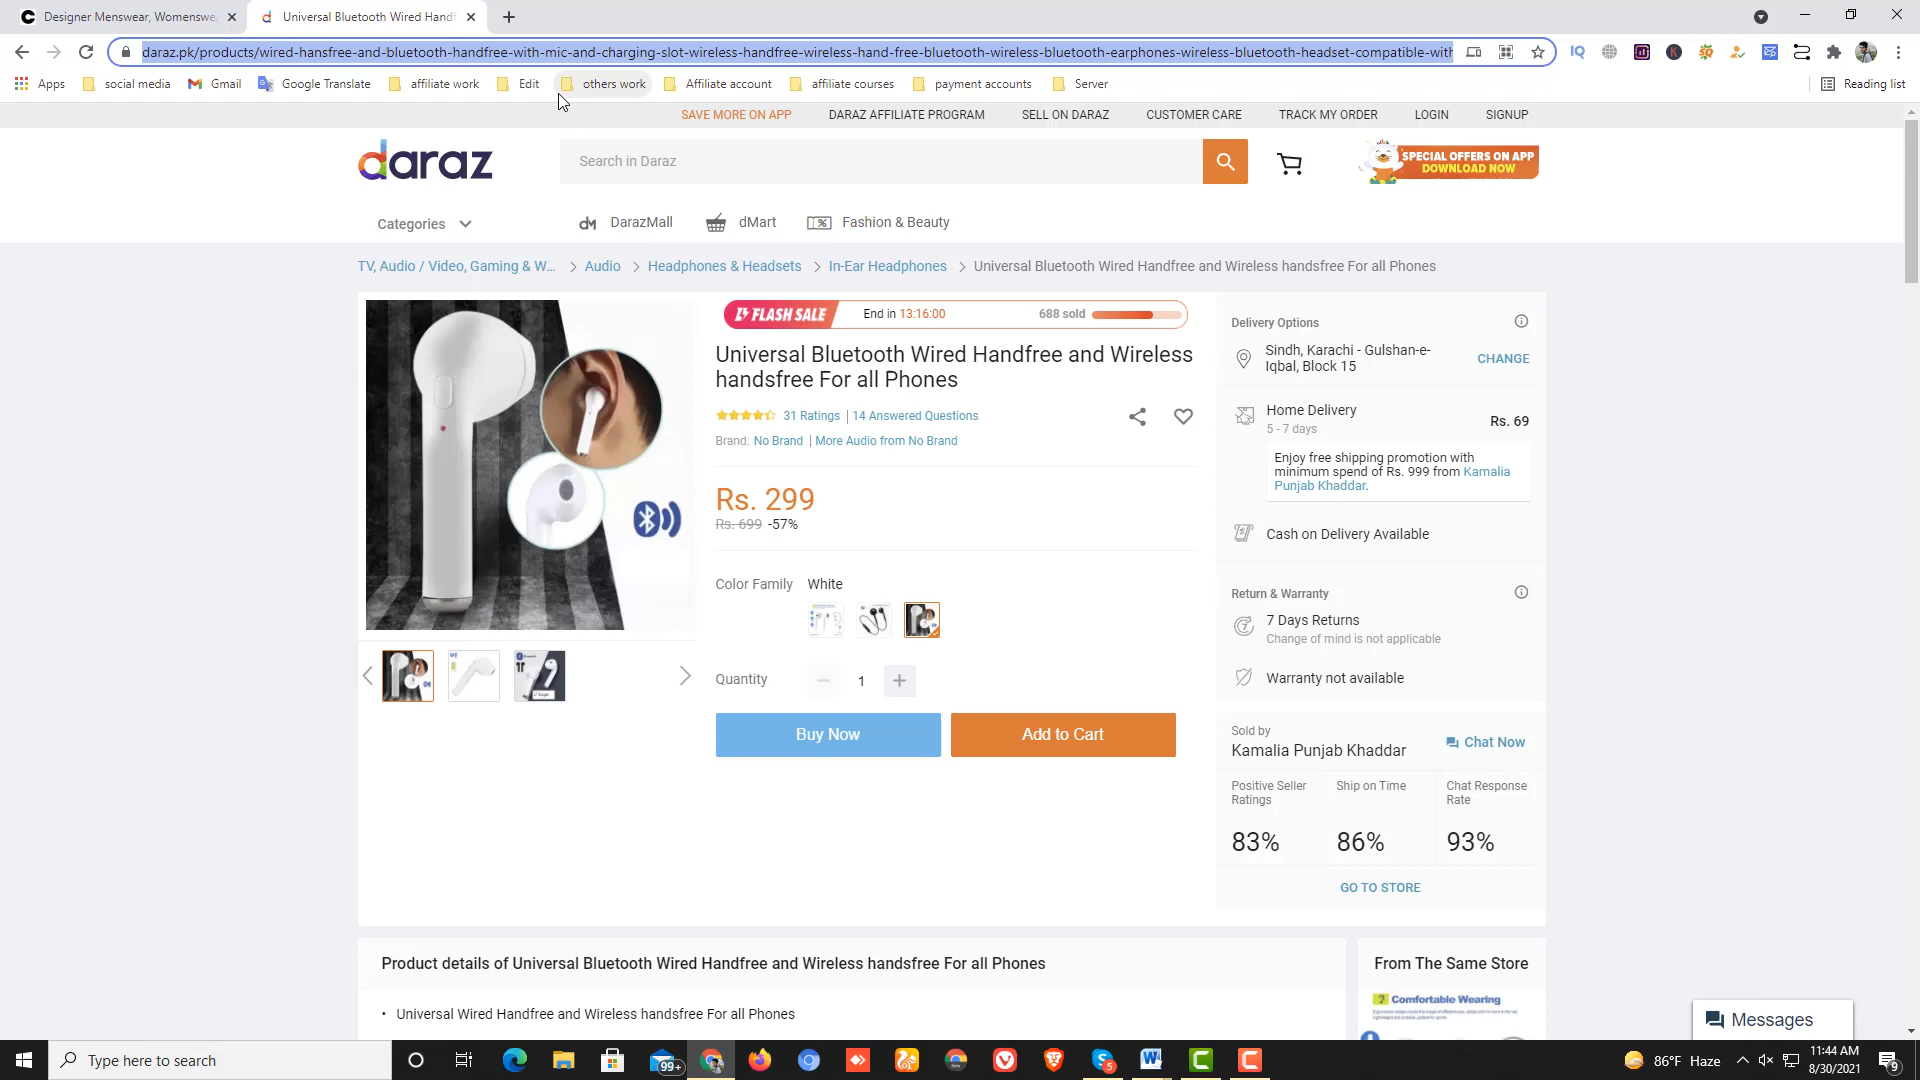 Designer Menswear, Womenswe
Universal Bluetooth Wired Handf
daraz.pk/products/wired-hansfree-and-bluetooth-handfree-with-mic-and-charging-slot-wireless-handfree-wireless-hand-free-bluetooth-wireless-bluetooth-earphones-wireless-bluetooth-headset-compatible-with
Apps social media Gmail Google Translate affiliate work Edit others work Affiliate account affiliate courses payment accounts Server Reading list
SAVE MORE ON APP DARAZ AFFILIATE PROGRAM SELL ON DARAZ CUSTOMER CARE TRACK MY ORDER LOGIN SIGNUP
daraz
Search in Daraz
SPECIAL OFFERS ON APP
DOWNLOAD NOW
Categories DarazMall dMart Fashion & Beauty
TV, Audio / Video, Gaming & W... > Audio > Headphones & Headsets > In-Ear Headphones > Universal Bluetooth Wired Handfree and Wireless handsfree For all Phones
FLASH SALE End in 13:16:00 688 sold
Universal Bluetooth Wired Handfree and Wireless
handsfree For all Phones
31 Ratings | 14 Answered Questions
Brand: No Brand | More Audio from No Brand
Rs. 299
Rs. 699 -57%
Color Family White
Quantity 1
Buy Now Add to Cart
Delivery Options
Sindh, Karachi - Gulshan-e-
Iqbal, Block 15
CHANGE
Home Delivery
5 - 7 days
Rs. 69
Enjoy free shipping promotion with
minimum spend of Rs. 999 from Kamalia
Punjab Khaddar.
Cash on Delivery Available
Return & Warranty
7 Days Returns
Change of mind is not applicable
Warranty not available
Sold by
Kamalia Punjab Khaddar
Chat Now
Positive Seller
Ratings
83%
Ship on Time
86%
Chat Response
Rate
93%
GO TO STORE
Product details of Universal Bluetooth Wired Handfree and Wireless handsfree For all Phones
• Universal Wired Handfree and Wireless handsfree For all Phones
From The Same Store
2 Comfortable Wearing
Messages
Type here to search
99+
5
86°F Haze
11:44 AM
8/30/2021
9